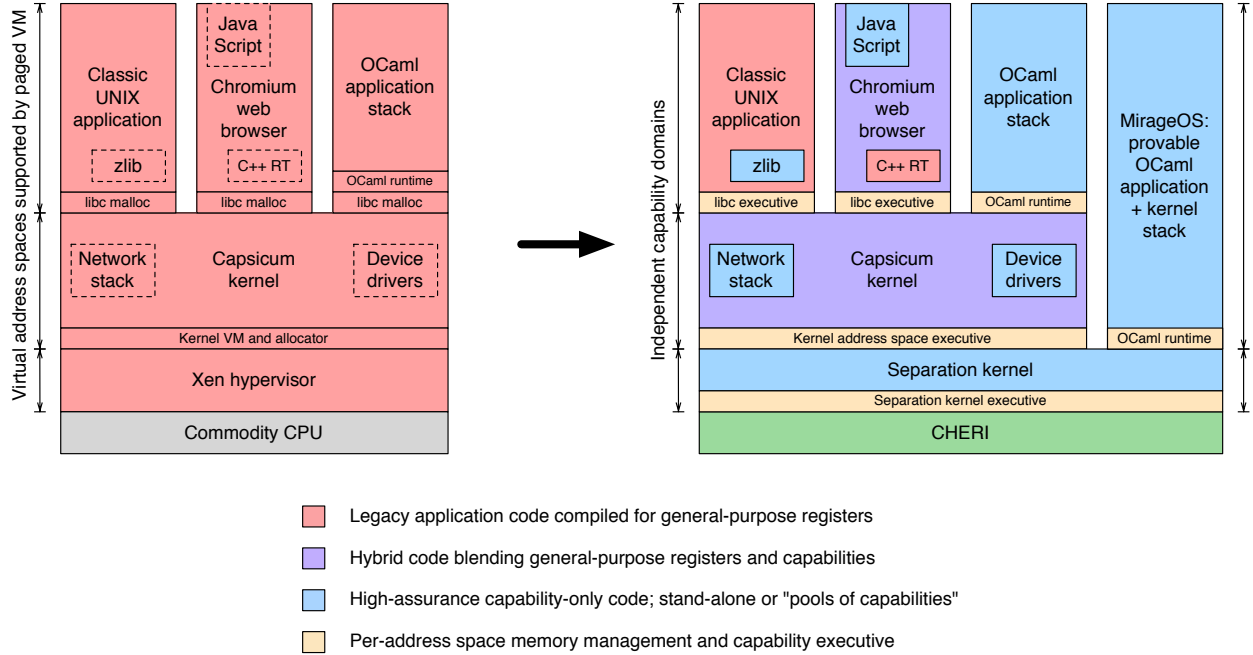 Virtual address spaces supported by paged VM
Classic
UNIX
application
zlib
libc malloc
Java
Script
Chromium
web
browser
C++ RT
libc malloc
OCaml
application
stack
OCaml runtime
libc malloc
Network
stack
Capsicum
kernel
Device
drivers
Kernel VM and allocator
Xen hypervisor
Commodity CPU
Independent capability domains
Classic
UNIX
application
zlib
libc executive
Java
Script
Chromium
web
browser
C++ RT
libc executive
OCaml
application
stack
OCaml runtime
MirageOS:
provable
OCaml
application
+ kernel
stack
OCaml runtime
Network
stack
Capsicum
kernel
Device
drivers
Kernel address space executive
Separation kernel
Separation kernel executive
CHERI
Legacy application code compiled for general-purpose registers
Hybrid code blending general-purpose registers and capabilities
High-assurance capability-only code; stand-alone or "pools of capabilities"
Per-address space memory management and capability executive